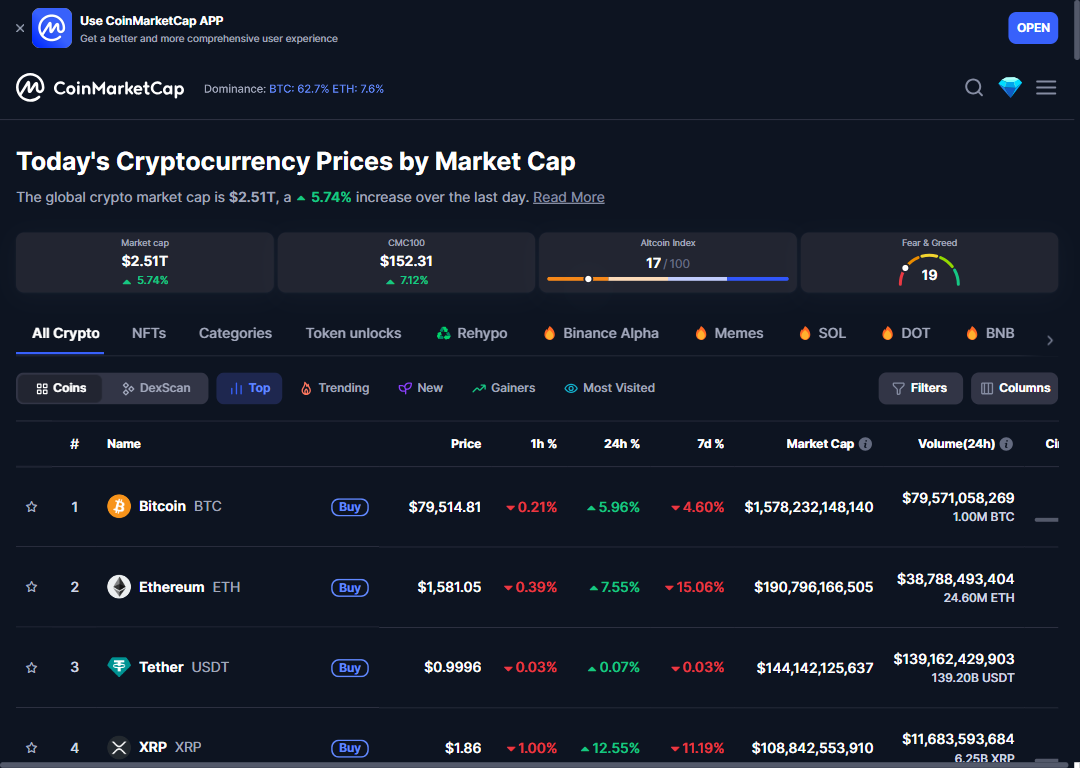 Use CoinMarketCap APP
Get a better and more comprehensive user experience
OPEN
CoinMarketCap Dominance: BTC: 62.7% ETH: 7.6%
Today's Cryptocurrency Prices by Market Cap
The global crypto market cap is $2.51T, a 5.74% increase over the last day. Read More
Market cap
$2.51T
5.74%
CMC100
$152.31
7.12%
Altcoin Index
17 /100
Fear & Greed
19
All Crypto NFTs Categories Token unlocks Rehypo Binance Alpha Memes SOL DOT BNB
Coins DexScan Top Trending New Gainers Most Visited Filters Columns
# Name Price 1h % 24h % 7d % Market Cap Volume(24h) Ci
1 Bitcoin BTC Buy $79,514.81 0.21% 5.96% 4.60% $1,578,232,148,140 $79,571,058,269
1.00M BTC
2 Ethereum ETH Buy $1,581.05 0.39% 7.55% 15.06% $190,796,166,505 $38,788,493,404
24.60M ETH
3 Tether USDT Buy $0.9996 0.03% 0.07% 0.03% $144,142,125,637 $139,162,429,903
139.20B USDT
4 XRP XRP Buy $1.86 1.00% 12.55% 11.19% $108,842,553,910 $11,683,593,684
6.25B XRP